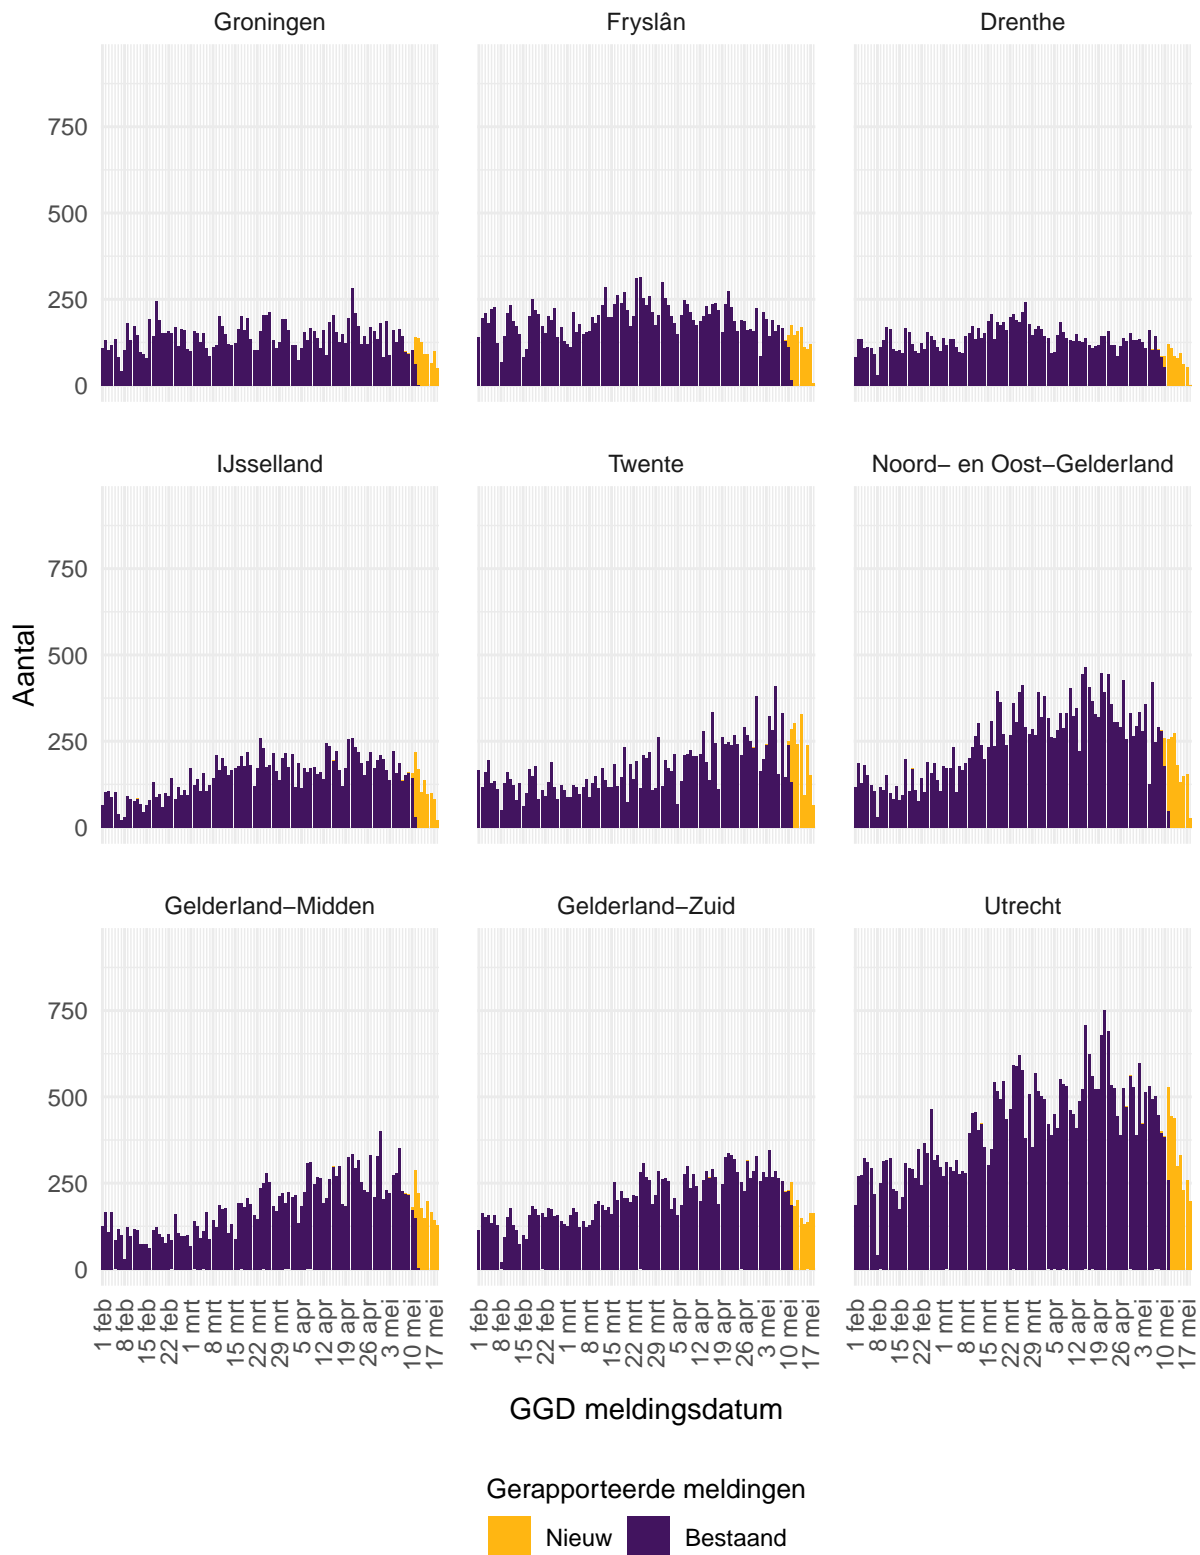 Groningen Fryslân Drenthe
750
500
250
0
IJsselland Twente Noord− en Oost−Gelderland
750
500
250
0
Aantal
Gelderland−Midden Gelderland−Zuid Utrecht
750
500
250
0
1 feb 8 feb 15 feb 22 feb 1 mrt 8 mrt 15 mrt 22 mrt 29 mrt 5 apr 12 apr 19 apr 26 apr 3 mei 10 mei 17 mei
1 feb 8 feb 15 feb 22 feb 1 mrt 8 mrt 15 mrt 22 mrt 29 mrt 5 apr 12 apr 19 apr 26 apr 3 mei 10 mei 17 mei
1 feb 8 feb 15 feb 22 feb 1 mrt 8 mrt 15 mrt 22 mrt 29 mrt 5 apr 12 apr 19 apr 26 apr 3 mei 10 mei 17 mei
GGD meldingsdatum
Gerapporteerde meldingen
Nieuw Bestaand